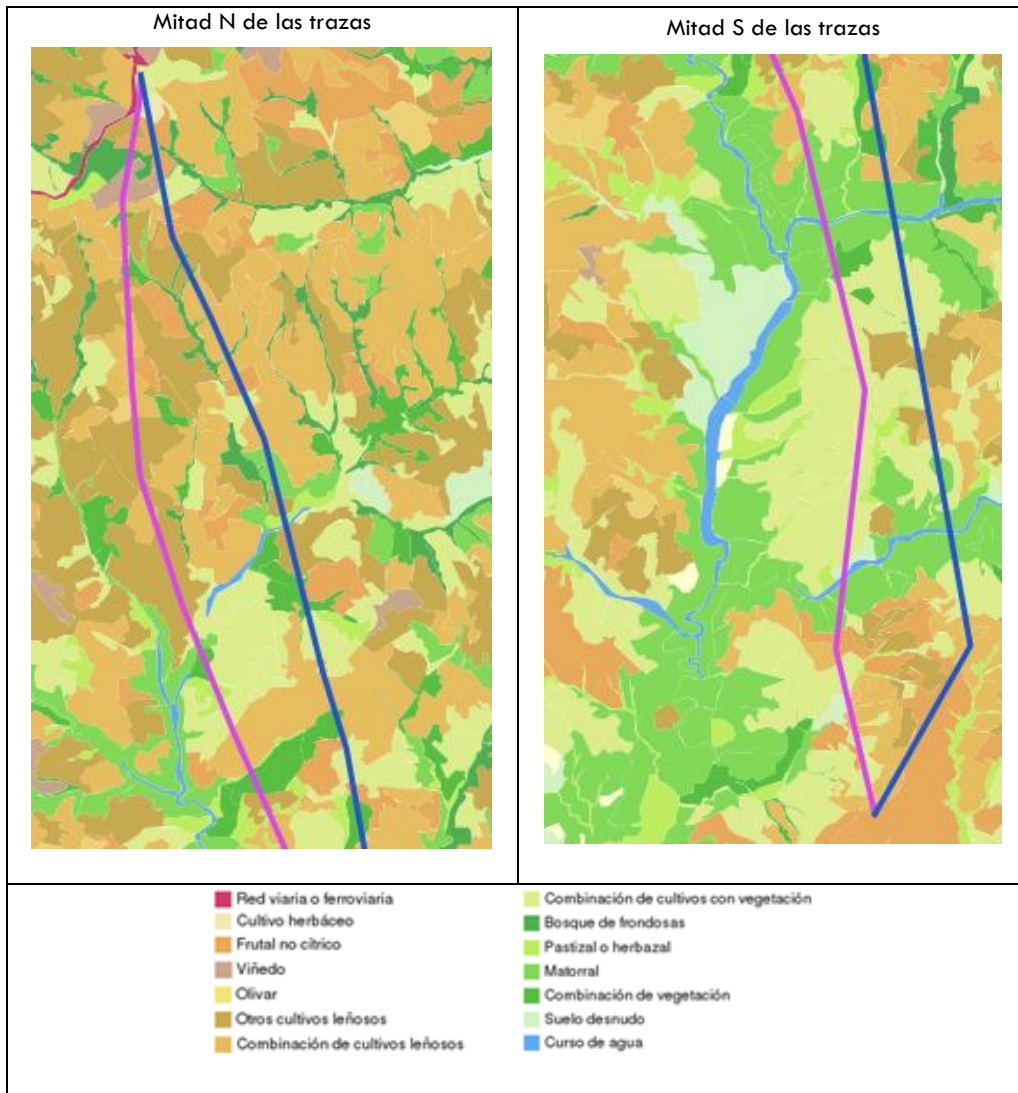 Mitad N de las trazas
Mitad S de las trazas
Red viaria o ferroviaria
Cultivo herbáceo
Frutal no cítrico
Viñedo
Olivar
Otros cultivos leñosos
Combinación de cultivos leñosos
Combinación de cultivos con vegetación
Bosque de frondosas
Pastizal o herbazal
Matorral
Combinación de vegetación
Suelo desnudo
Curso de agua